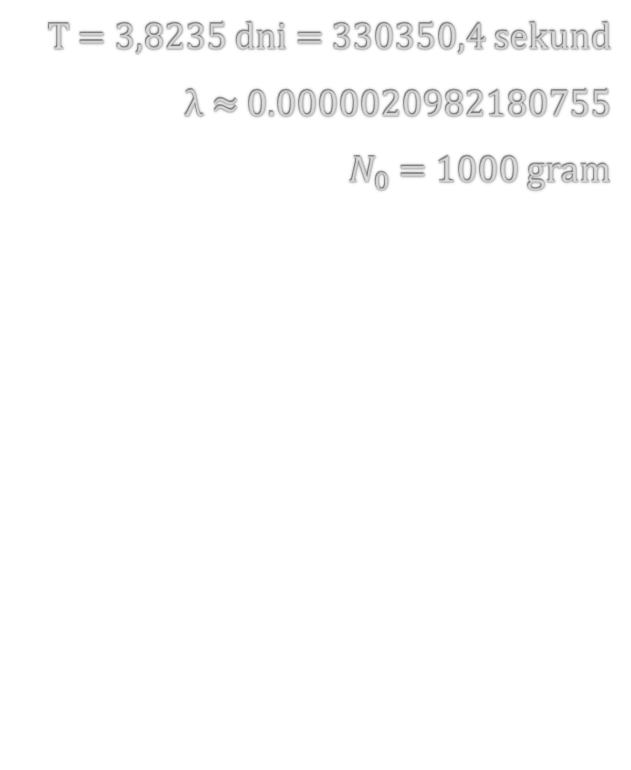 T = 3,8235 dni = 330350,4 sekund
λ ≈ 0.0000020982180755
N₀ = 1000 gram